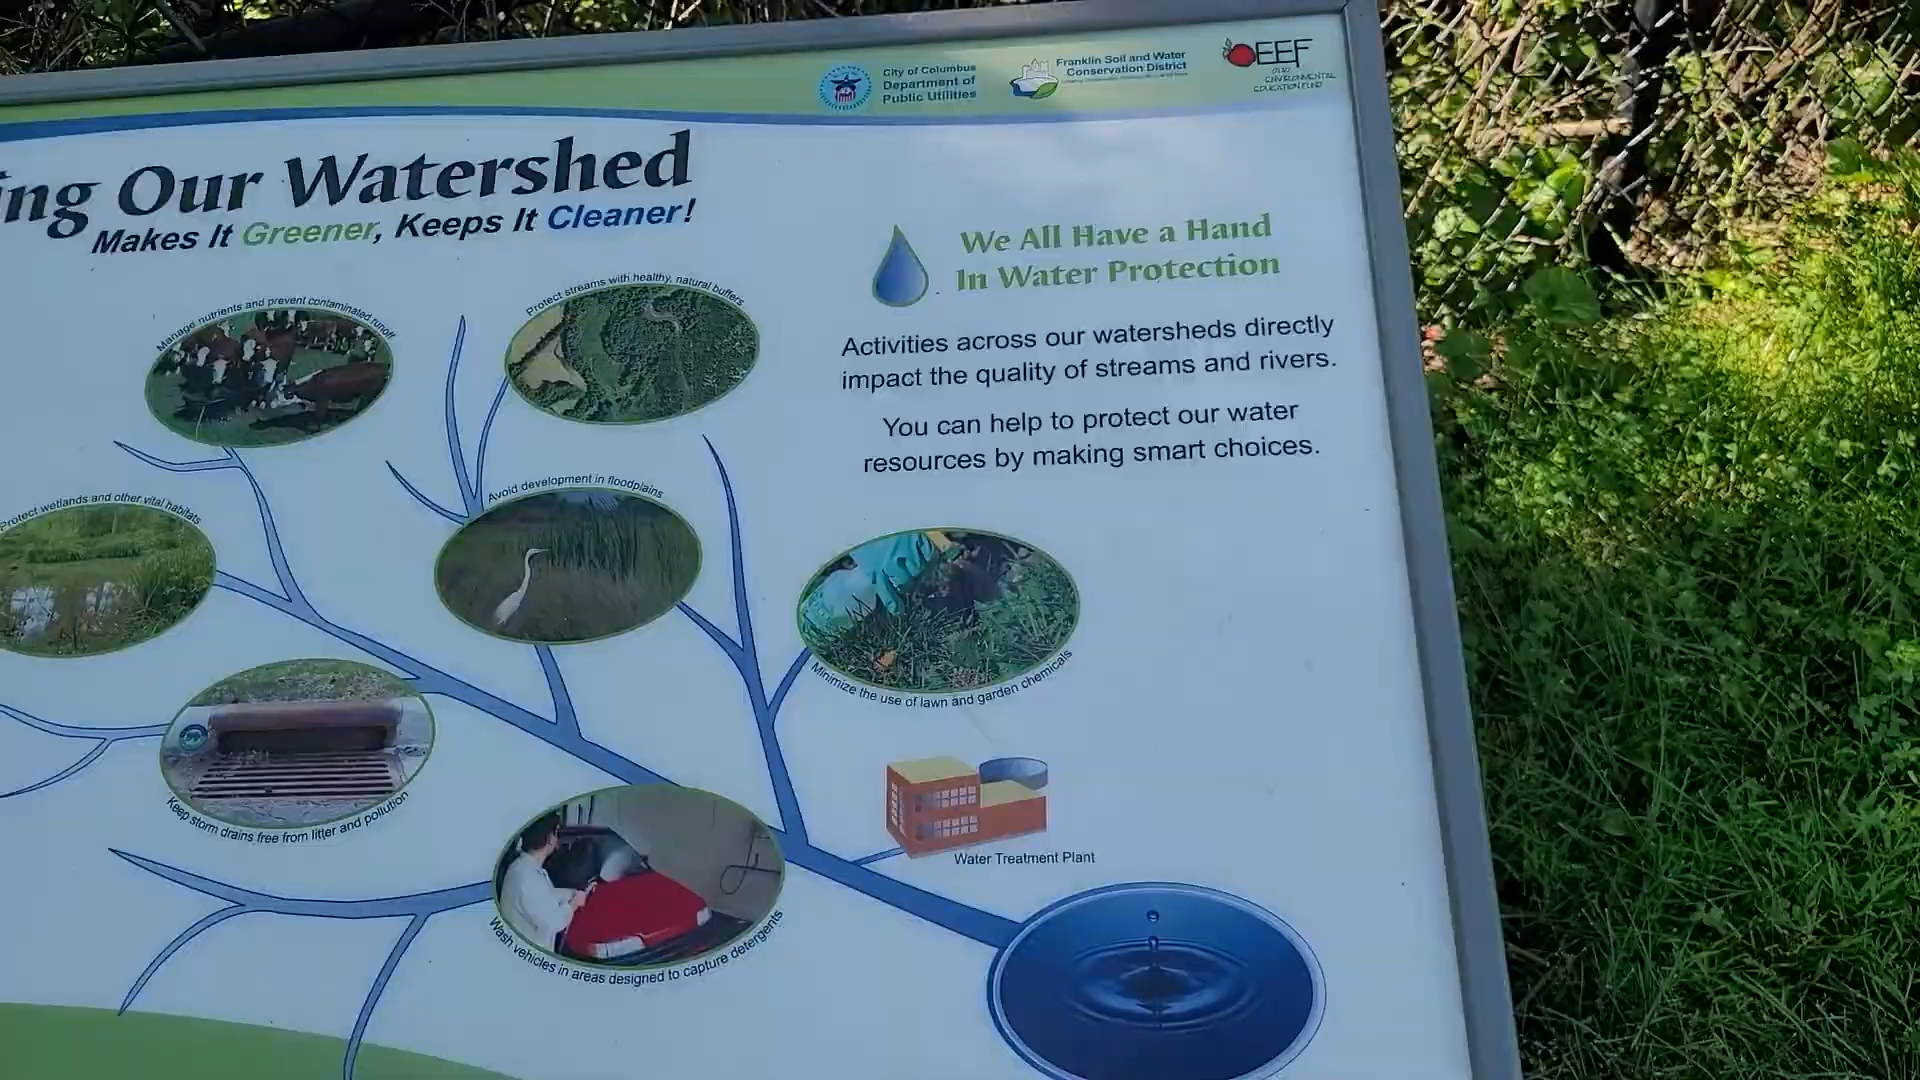 City of Columbus
Department of
Public Utilities
Franklin Soil and Water
Conservation District
OEEF
OHIO
ENVIRONMENTAL
EDUCATION FUND
ing Our Watershed
Makes It Greener, Keeps It Cleaner!
We All Have a Hand
In Water Protection
Activities across our watersheds directly
impact the quality of streams and rivers.
You can help to protect our water
resources by making smart choices.
Manage nutrients and prevent contaminated runoff
Protect streams with healthy, natural buffers
Protect wetlands and other vital habitats
Avoid development in floodplains
Minimize the use of lawn and garden chemicals
Keep storm drains free from litter and pollution
Water Treatment Plant
Wash vehicles in areas designed to capture detergents